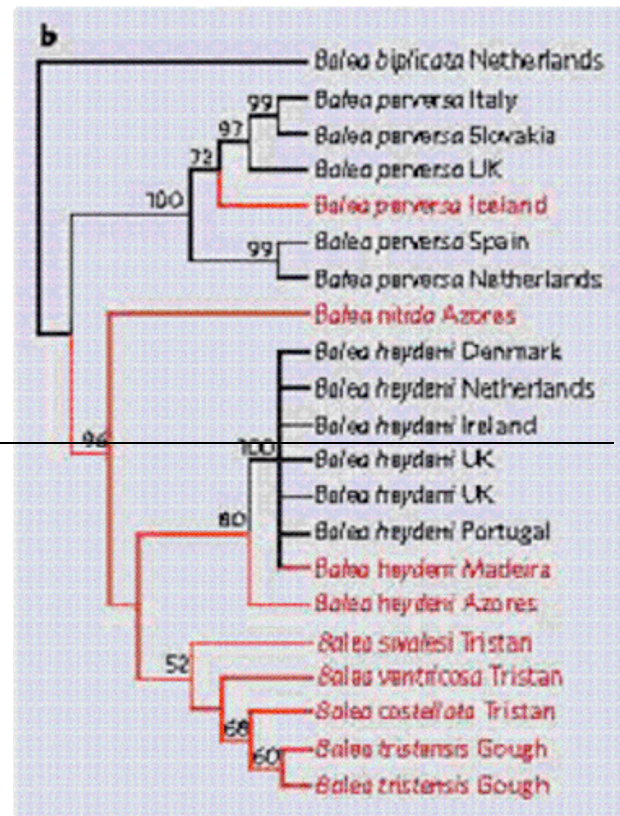 b
Balea biplicata Netherlands
99 Balea perversa Italy
97 Balea perversa Slovakia
72 Balea perversa UK
100 Balea perversa Iceland
99 Balea perversa Spain
Balea perversa Netherlands
Balea nitida Azores
Balea heydeni Denmark
Balea heydeni Netherlands
Balea heydeni Ireland
96 100 Balea heydeni UK
Balea heydeni UK
80 Balea heydeni Portugal
Balea heydeni Madeira
Balea heydeni Azores
52 Balea swalesi Tristan
Balea ventricosa Tristan
68 Balea costellata Tristan
60 Balea tristensis Gough
Balea tristensis Gough